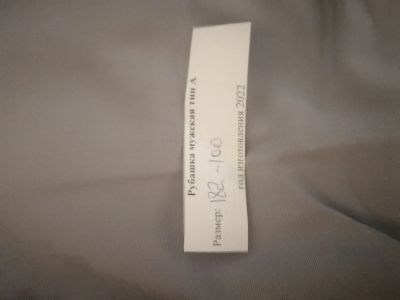 Рубашка мужская тип А
Размер: 182-100
год изготовления 2022